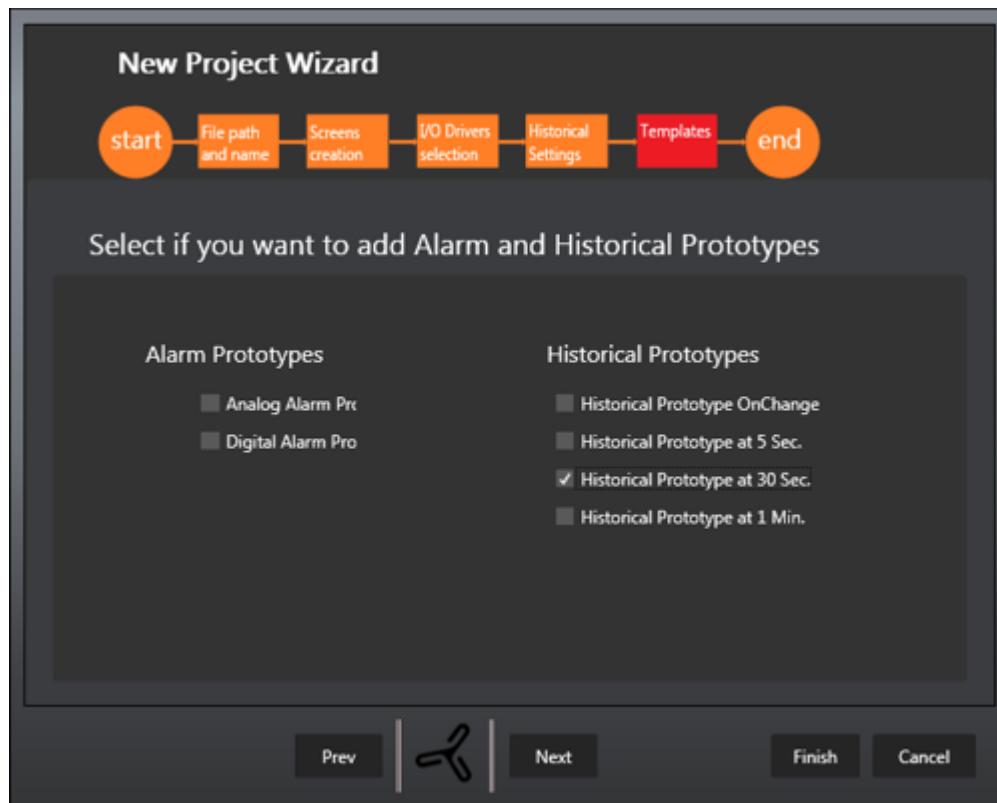 New Project Wizard
start
File path
and name
Screens
creation
I/O Drivers
selection
Historical
Settings
Templates
end
Select if you want to add Alarm and Historical Prototypes
Alarm Prototypes
Analog Alarm Prc
Digital Alarm Pro
Historical Prototypes
Historical Prototype OnChange
Historical Prototype at 5 Sec.
Historical Prototype at 30 Sec.
Historical Prototype at 1 Min.
Prev
Next
Finish
Cancel